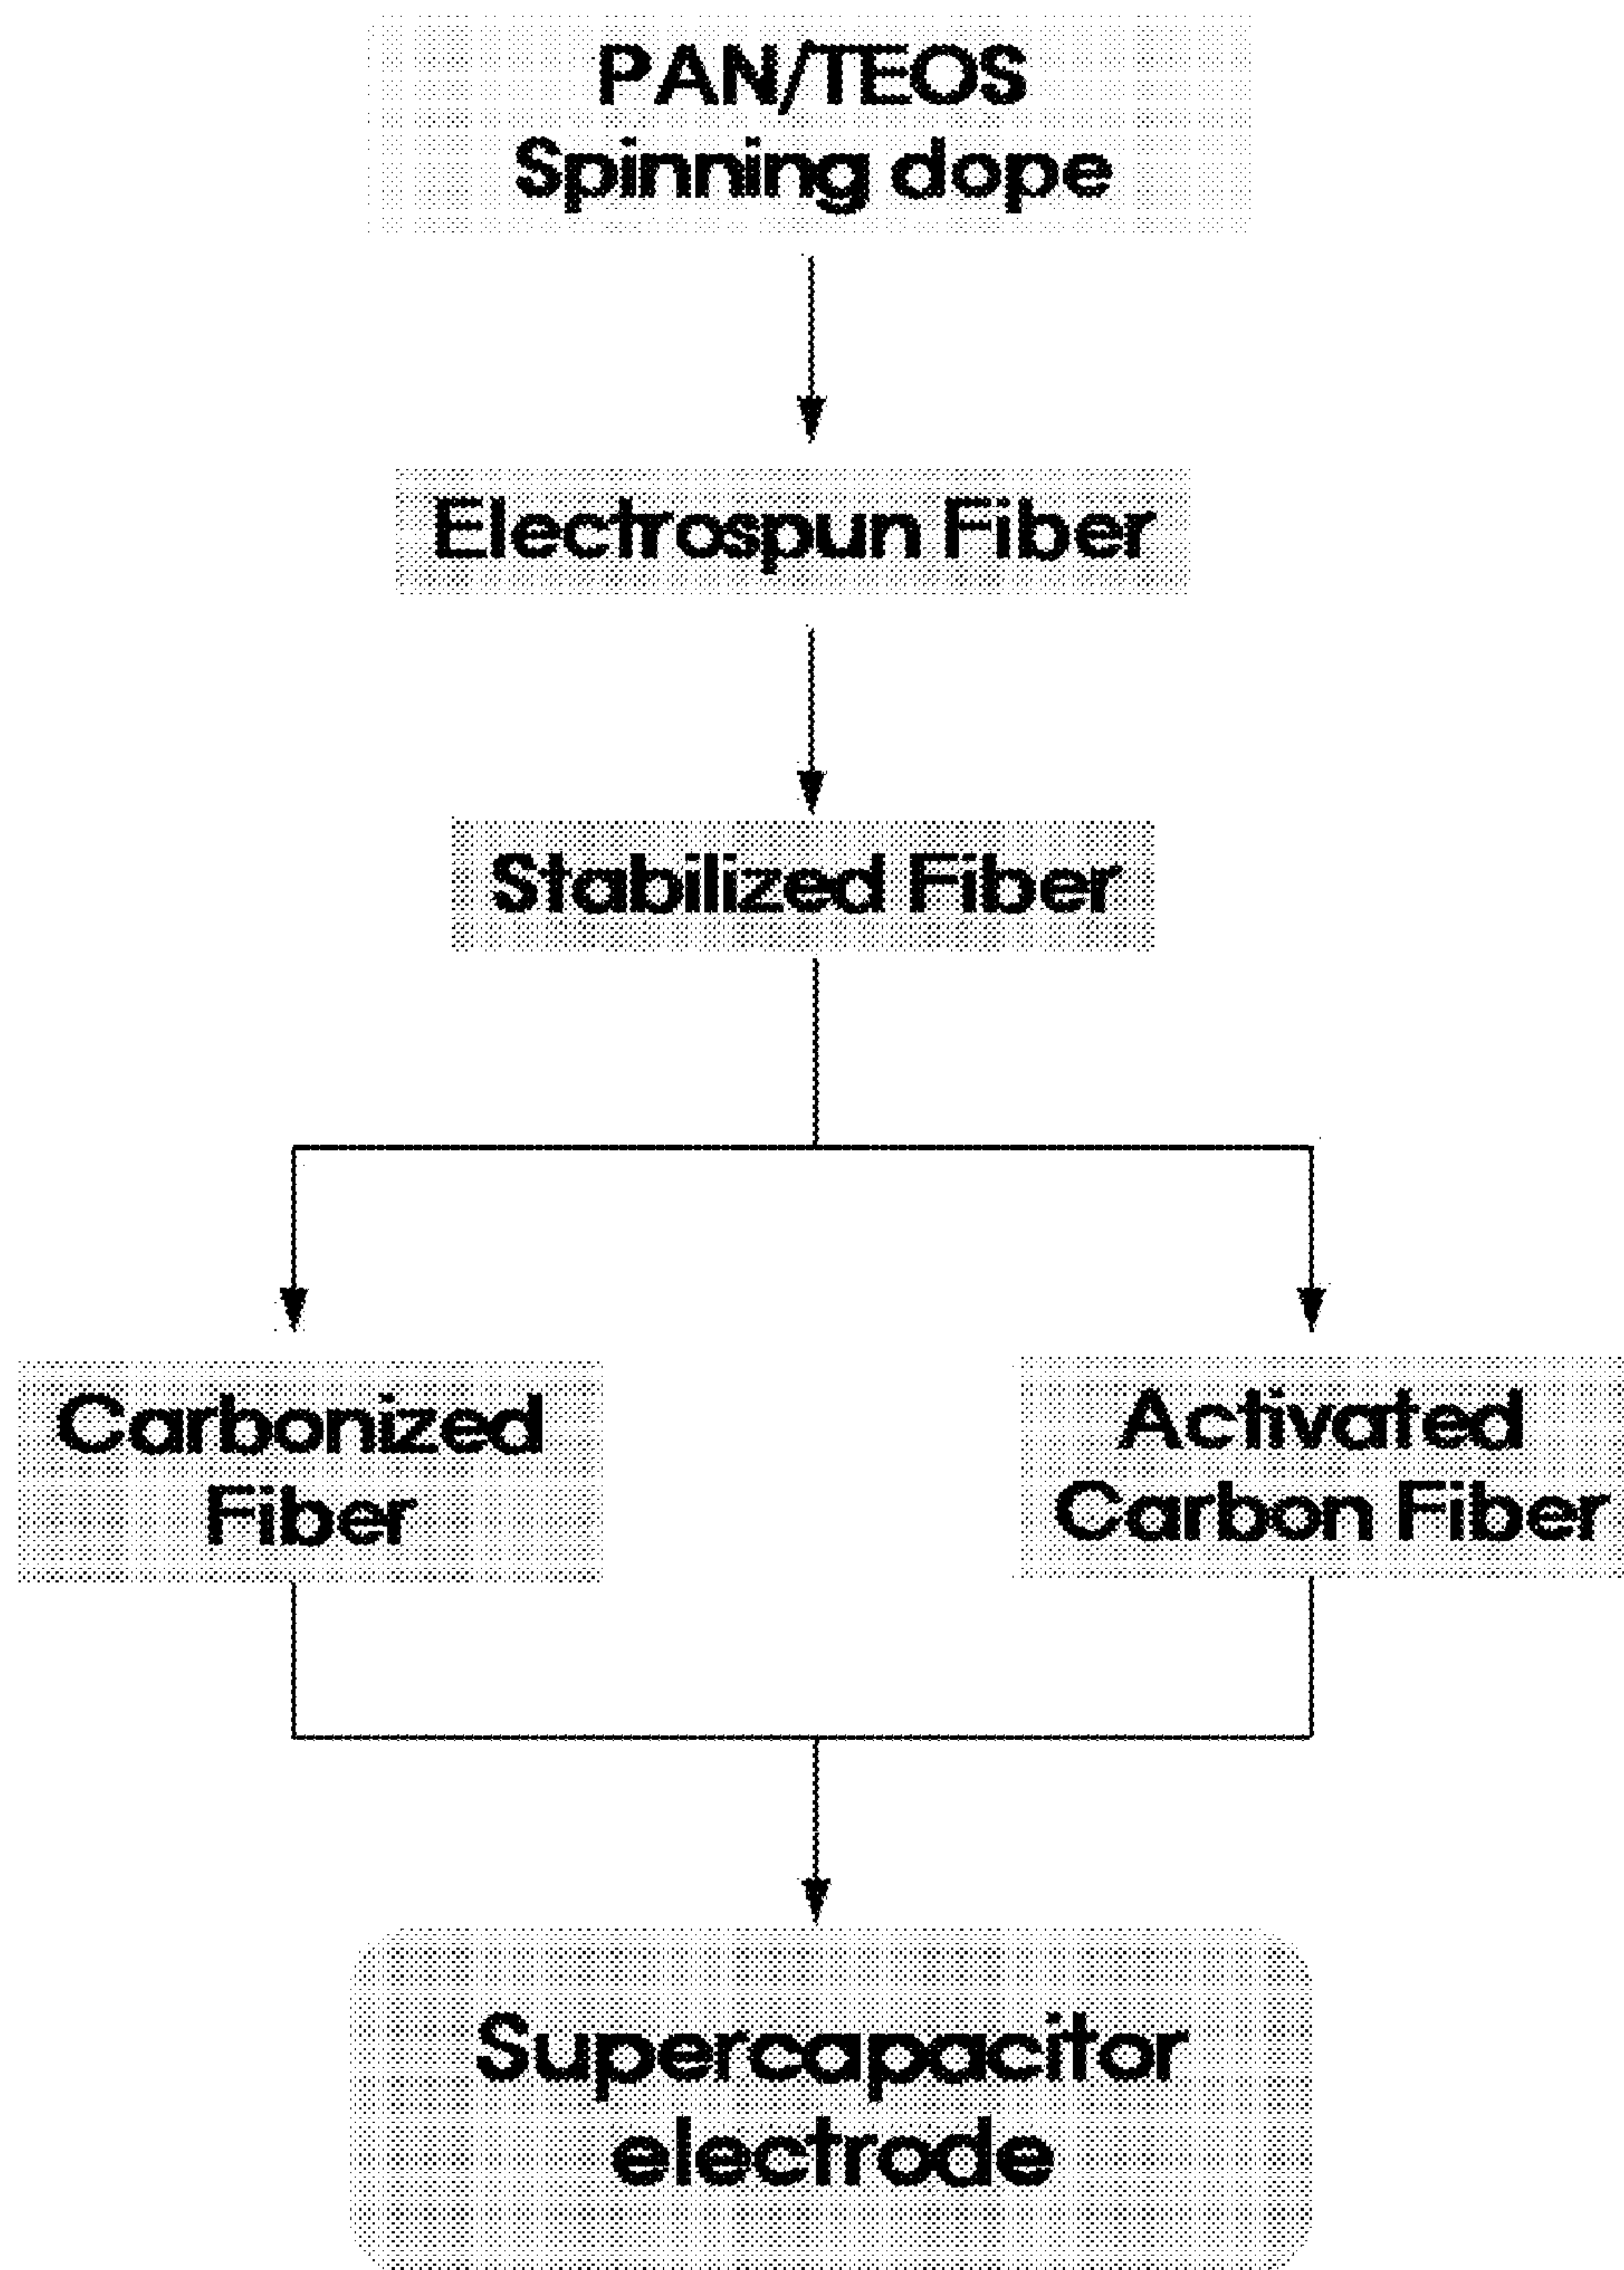 PAN/TEOS
Spinning dope
Electrospun Fiber
Stabilized Fiber
Carbonized
Fiber
Activated
Carbon Fiber
Supercapacitor
electrode